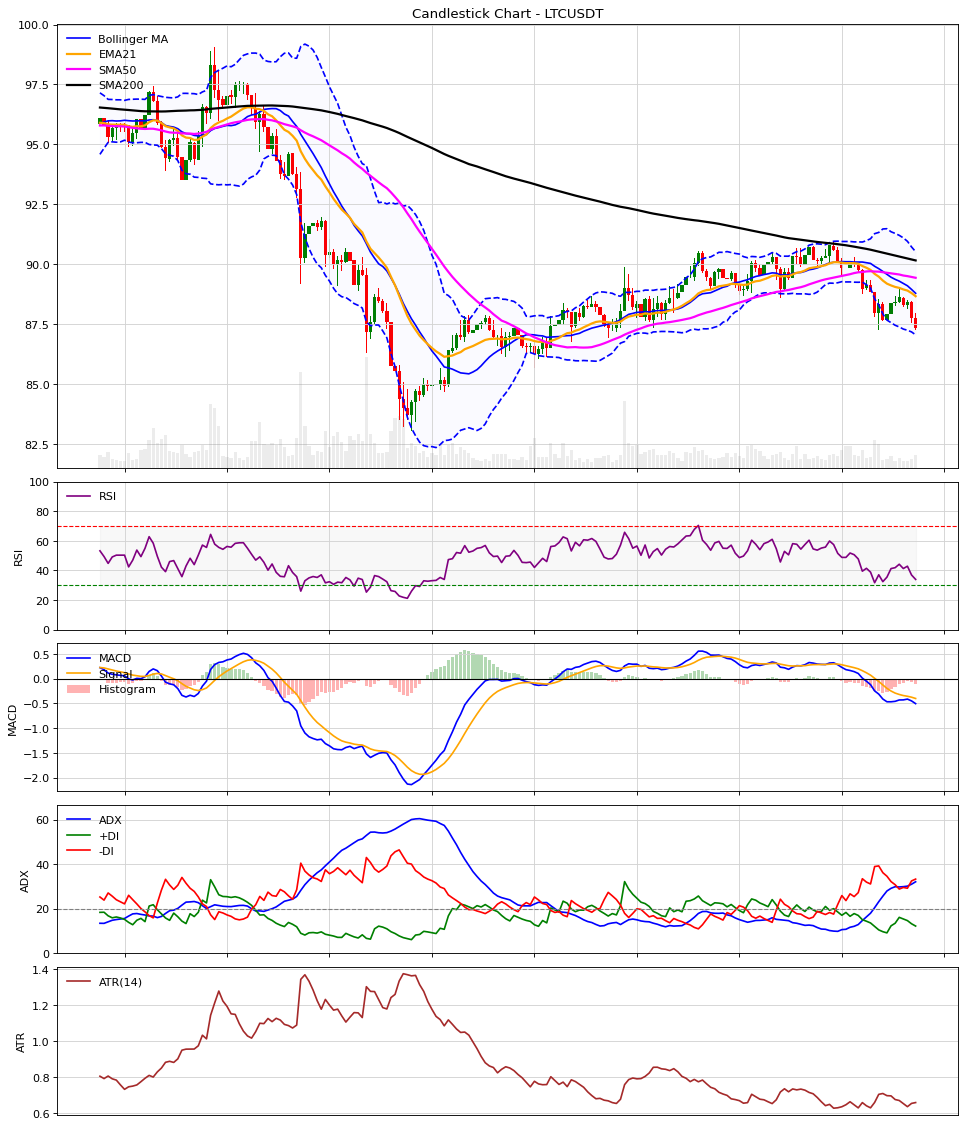 Candlestick Chart - LTCUSDT
100.0
97.5
95.0
92.5
90.0
87.5
85.0
82.5
Bollinger MA
EMA21
SMA50
SMA200
100
80
60
40
20
0
RSI
RSI
0.5
0.0
−0.5
−1.0
−1.5
−2.0
MACD
MACD
Signal
Histogram
60
40
20
0
ADX
ADX
+DI
-DI
1.4
1.2
1.0
0.8
0.6
ATR
ATR(14)